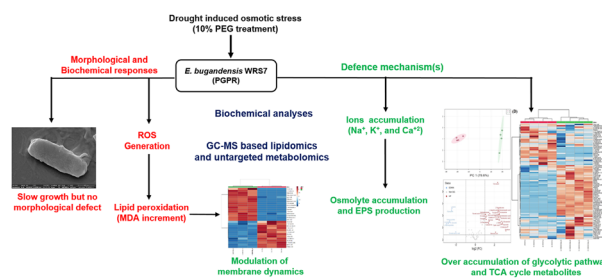 Drought induced osmotic stress
(10% PEG treatment)
Morphological and
Biochemical responses
E. bugandensis WRS7
(PGPR)
Defence mechanism(s)
Biochemical analyses
ROS
Generation
GC-MS based lipidomics
and untargeted metabolomics
Ions accumulation
(Na⁺, K⁺, and Ca⁺²)
Slow growth but no
morphological defect
Lipid peroxidation
(MDA increment)
Osmolyte accumulation
and EPS production
Modulation of
membrane dynamics
Over accumulation of glycolytic pathwa
and TCA cycle metabolites